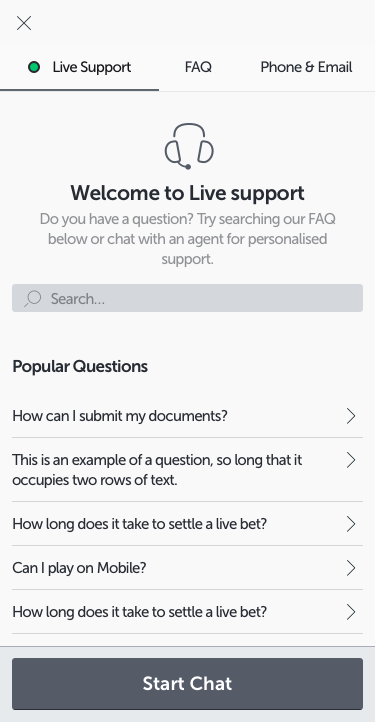 Live Support
FAQ
Phone & Email
Welcome to Live support
Do you have a question? Try searching our FAQ
below or chat with an agent for personalised
support.
Search...
Popular Questions
How can I submit my documents?
This is an example of a question, so long that it
occupies two rows of text.
How long does it take to settle a live bet?
Can I play on Mobile?
How long does it take to settle a live bet?
Start Chat